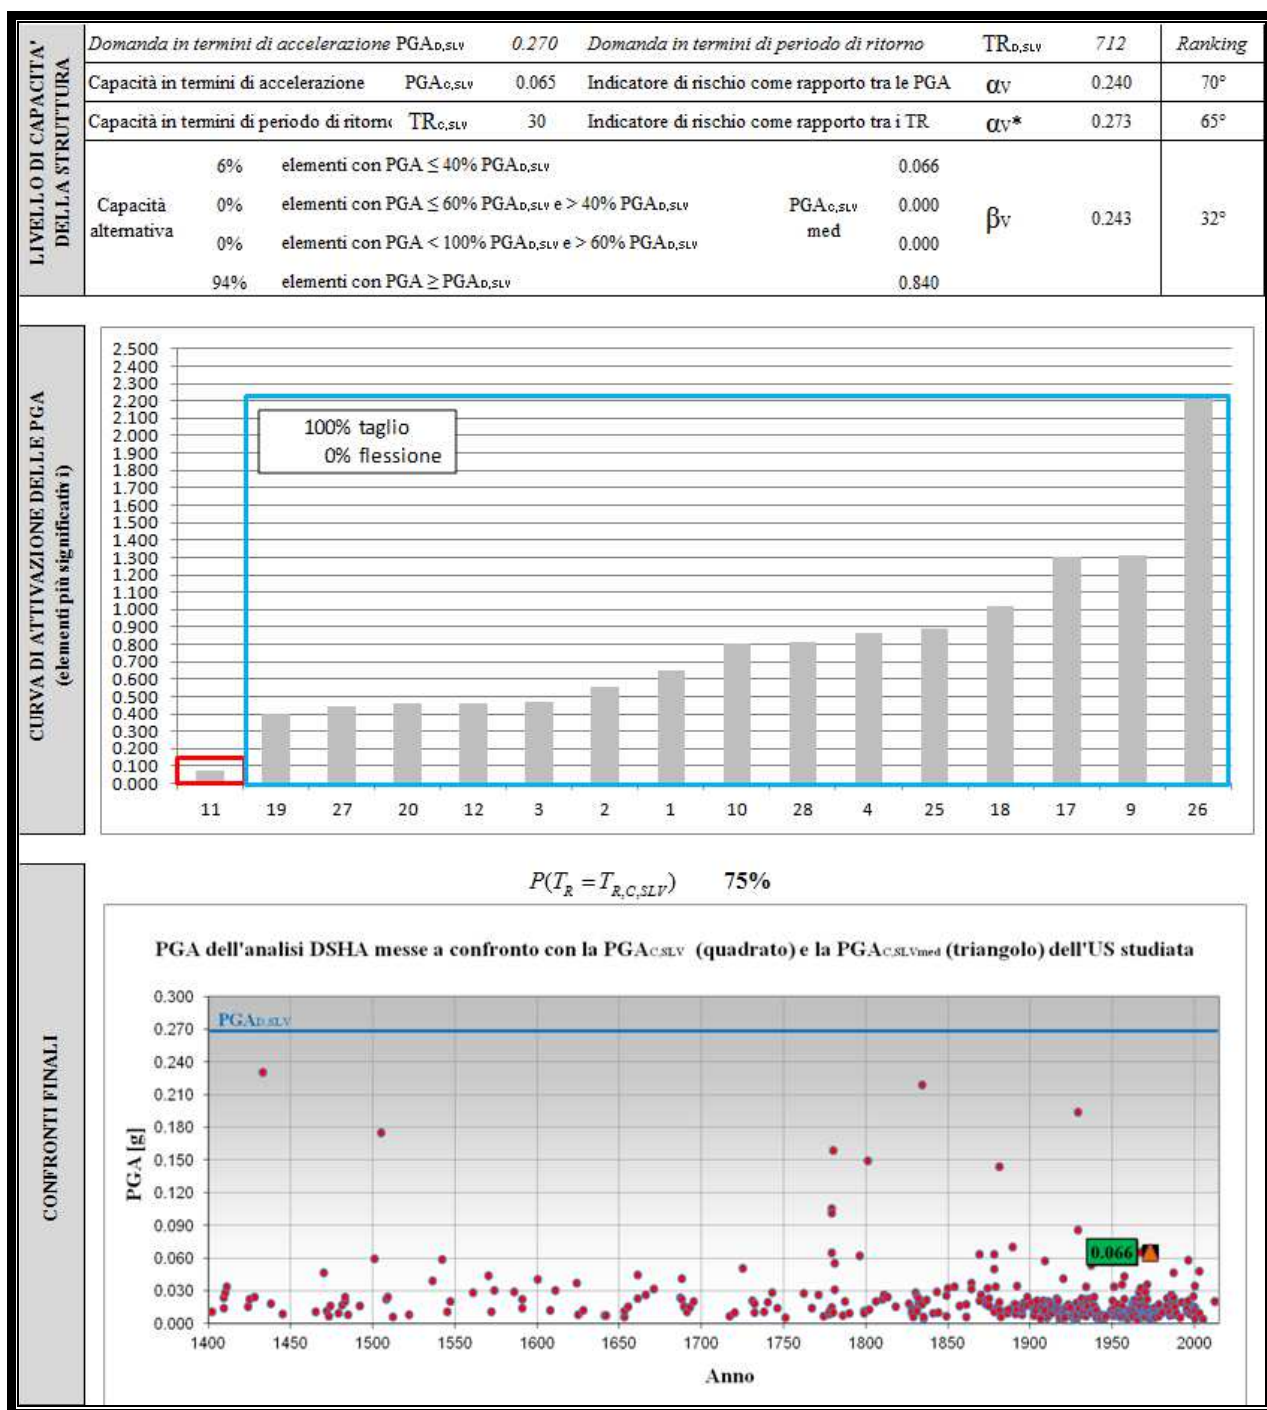 LIVELLO DI CAPACITA'
DELLA STRUTTURA
Domanda in termini di accelerazione PGAD,SLV 0.270 Domanda in termini di periodo di ritorno TRD,SLV 712 Ranking
Capacità in termini di accelerazione PGAC,SLV 0.065 Indicatore di rischio come rapporto tra le PGA αV 0.240 70°
Capacità in termini di periodo di ritorno TRC,SLV 30 Indicatore di rischio come rapporto tra i TR αV* 0.273 65°
Capacità
alternativa
6% elementi con PGA ≤ 40% PGAD,SLV 0.066
0% elementi con PGA ≤ 60% PGAD,SLV e > 40% PGAD,SLV 0.000
0% elementi con PGA < 100% PGAD,SLV e > 60% PGAD,SLV 0.000
94% elementi con PGA ≥ PGAD,SLV 0.840
PGAC,SLV
med
βV 0.243 32°
CURVA DI ATTIVAZIONE DELLE PGA
(elementi più significativi)
2.500
2.400
2.300
2.200
2.100
2.000
1.900
1.800
1.700
1.600
1.500
1.400
1.300
1.200
1.100
1.000
0.900
0.800
0.700
0.600
0.500
0.400
0.300
0.200
0.100
0.000
100% taglio
0% flessione
11 19 27 20 12 3 2 1 10 28 4 25 18 17 9 26
CONFRONTI FINALI
P(TR = TR,C,SLV) 75%
PGA dell'analisi DSHA messe a confronto con la PGAC,SLV (quadrato) e la PGAC,SLVmed (triangolo) dell'US studiata
PGA [g]
0.300
0.270
0.240
0.210
0.180
0.150
0.120
0.090
0.060
0.030
0.000
PGAD,SLV
0.066
1400 1450 1500 1550 1600 1650 1700 1750 1800 1850 1900 1950 2000
Anno